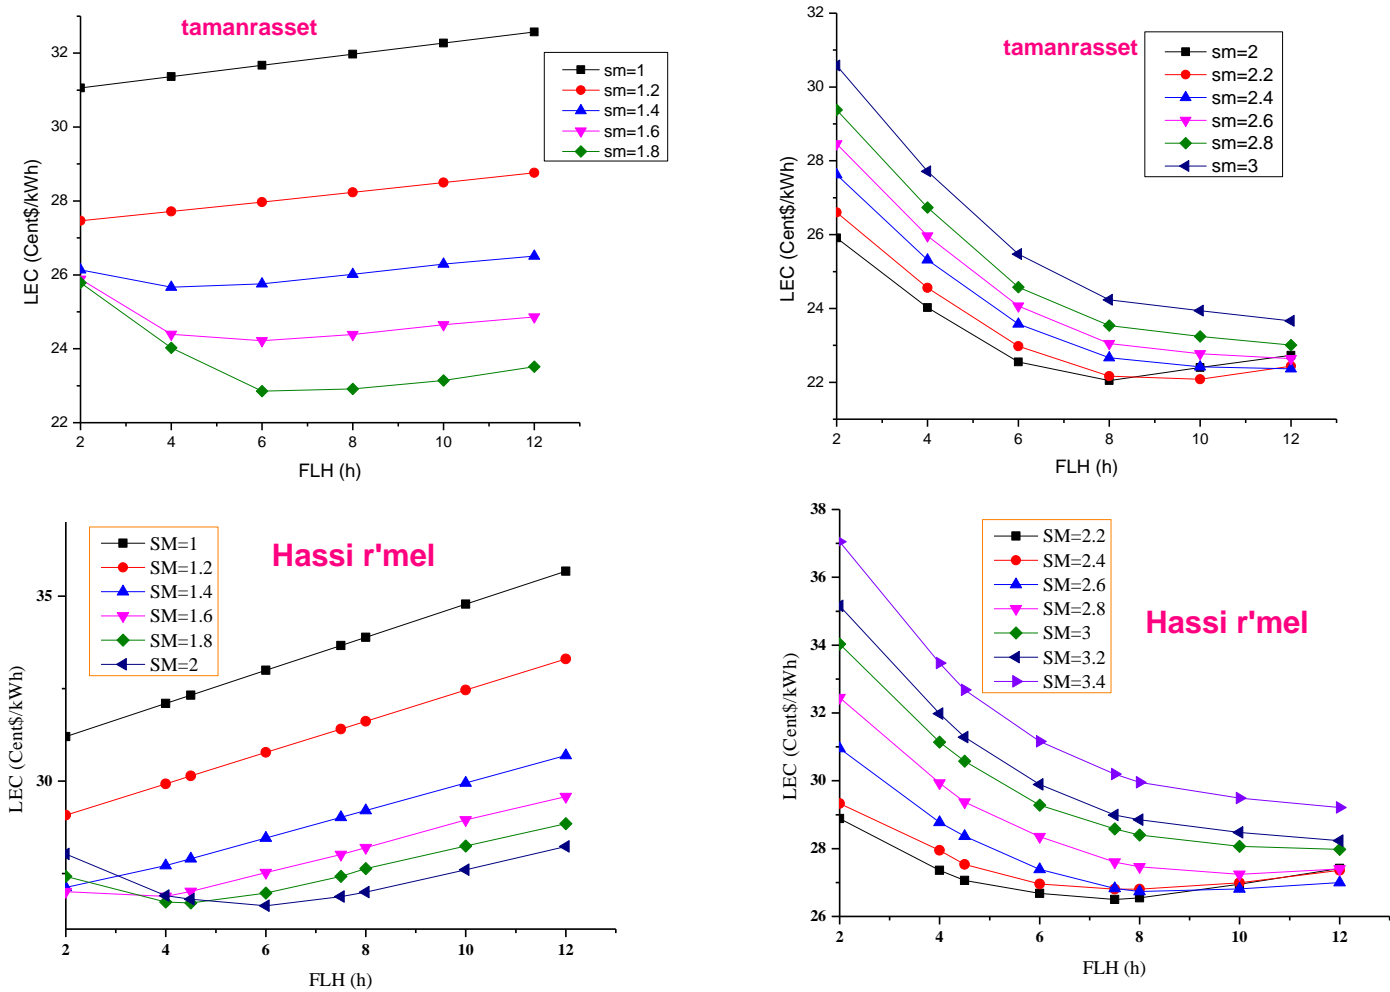 tamanrasset
32
30
28
26
24
22
LEC (Cent$/kWh)
sm=1
sm=1.2
sm=1.4
sm=1.6
sm=1.8
2 4 6 8 10 12
FLH (h)
tamanrasset
32
30
28
26
24
22
LEC (Cent$/kWh)
sm=2
sm=2.2
sm=2.4
sm=2.6
sm=2.8
sm=3
2 4 6 8 10 12
FLH (h)
Hassi r'mel
SM=1
SM=1.2
SM=1.4
SM=1.6
SM=1.8
SM=2
35
30
LEC (Cent$/kWh)
2 4 6 8 10 12
FLH (h)
Hassi r'mel
38
36
34
32
30
28
26
LEC (Cent$/kWh)
SM=2.2
SM=2.4
SM=2.6
SM=2.8
SM=3
SM=3.2
SM=3.4
2 4 6 8 10 12
FLH (h)